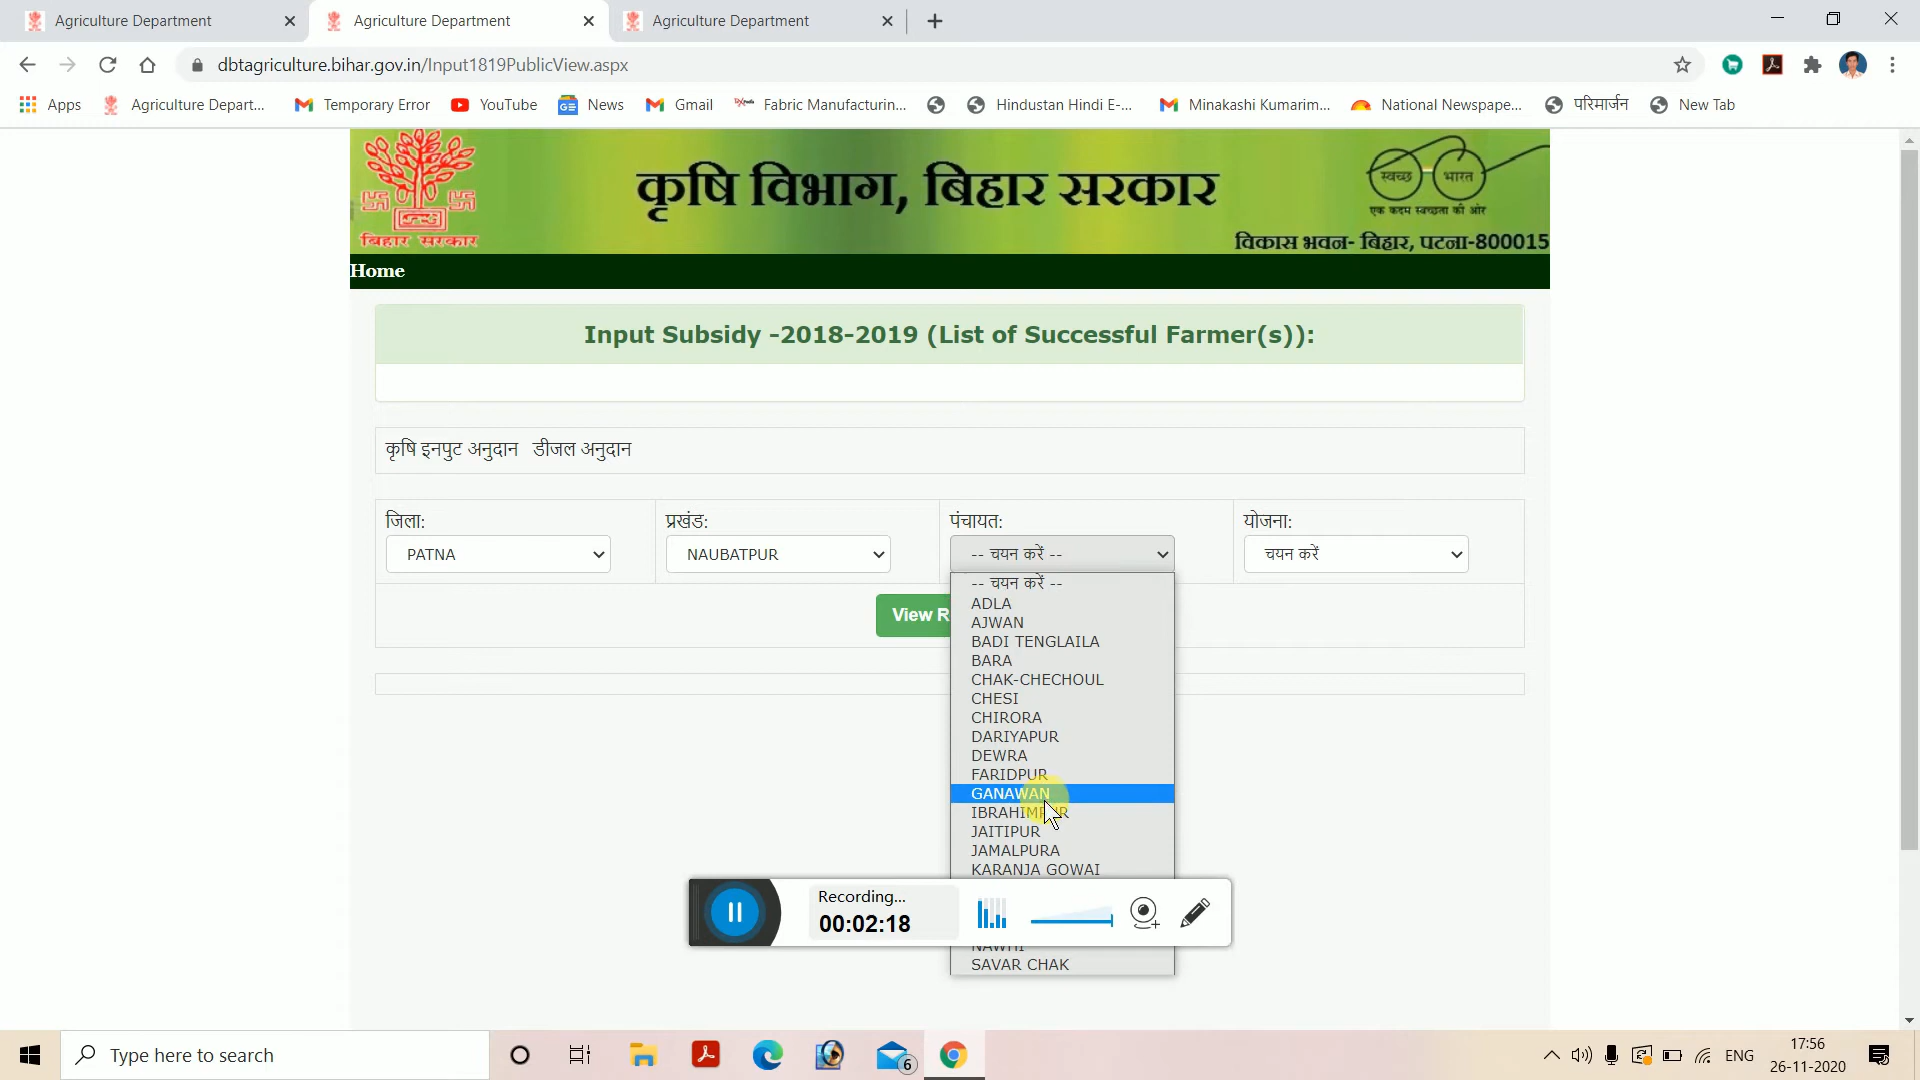 Agriculture Department
Agriculture Department
Agriculture Department
dbtagriculture.bihar.gov.in/Input1819PublicView.aspx
Apps
Agriculture Depart...
Temporary Error
YouTube
News
Gmail
Fabric Manufacturin...
Hindustan Hindi E-...
Minakashi Kumarim...
National Newspape...
परिमार्जन
New Tab
बिहार सरकार
कृषि विभाग, बिहार सरकार
स्वच्छ भारत
एक कदम स्वच्छता की ओर
विकास भवन- बिहार, पटना-800015
Home
Input Subsidy -2018-2019 (List of Successful Farmer(s)):
कृषि इनपुट अनुदान डीजल अनुदान
जिला:
प्रखंड:
पंचायत:
योजना:
PATNA
NAUBATPUR
-- चयन करें --
चयन करें
View R
-- चयन करें --
ADLA
AJWAN
BADI TENGLAILA
BARA
CHAK-CHECHOUL
CHESI
CHIRORA
DARIYAPUR
DEWRA
FARIDPUR
GANAWAN
IBRAHIMPUR
JAITIPUR
JAMALPURA
KARANJA GOWAI
Recording...
00:02:18
SAVAR CHAK
Type here to search
6
ENG
17:56
26-11-2020